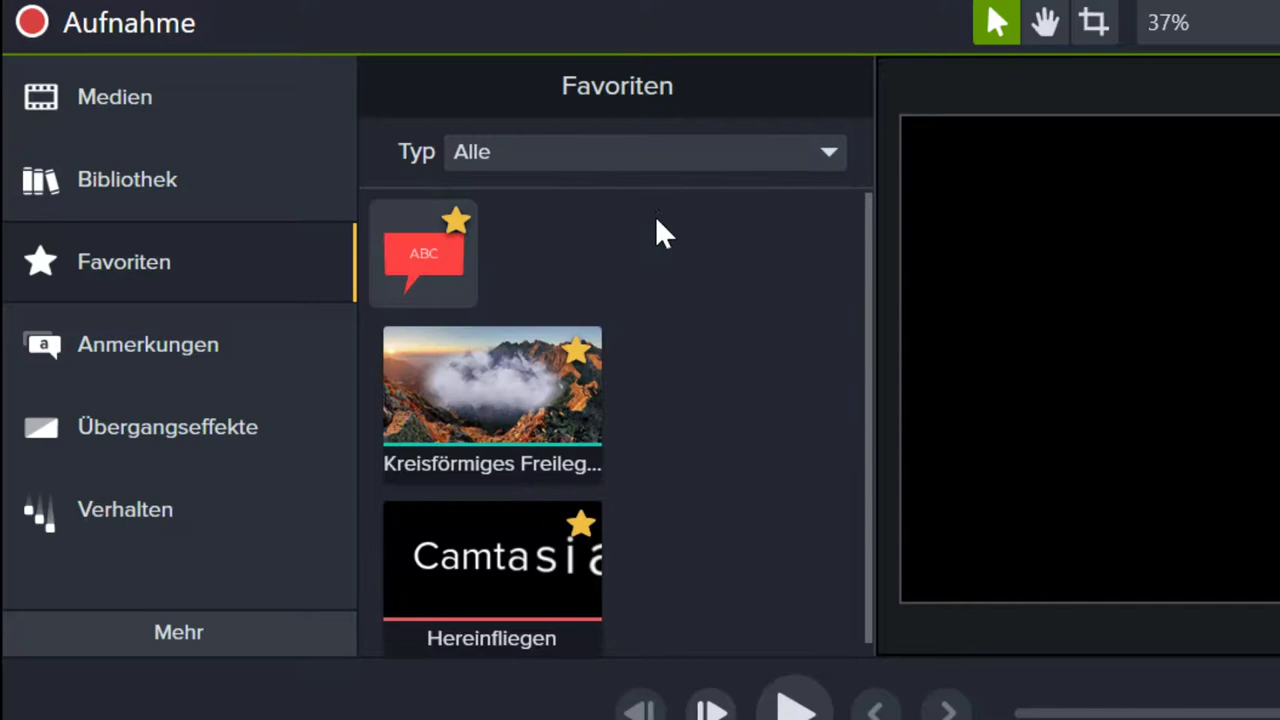 Aufnahme
37%
Medien
Bibliothek
Favoriten
Anmerkungen
a
Übergangseffekte
Verhalten
Mehr
Favoriten
Typ Alle
ABC
Kreisförmiges Freileg...
Camtasia
Hereinfliegen